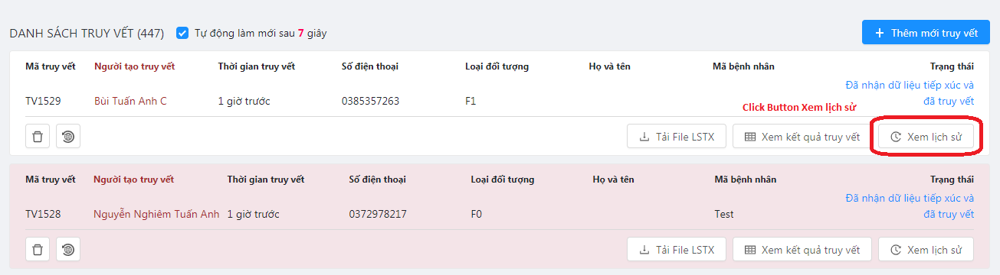 DANH SÁCH TRUY VẾT (447) Tự động làm mới sau 7 giây Thêm mới truy vết
Mã truy vết Người tạo truy vết Thời gian truy vết Số điện thoại Loại đối tượng Họ và tên Mã bệnh nhân Trạng thái
Đã nhận dữ liệu tiếp xúc và
TV1529 Bùi Tuấn Anh C 1 giờ trước 0385357263 F1 đã truy vết
Click Button Xem lịch sử
Tải File LSTX Xem kết quả truy vết Xem lịch sử
Mã truy vết Người tạo truy vết Thời gian truy vết Số điện thoại Loại đối tượng Họ và tên Mã bệnh nhân Trạng thái
Đã nhận dữ liệu tiếp xúc và
TV1528 Nguyễn Nghiêm Tuấn Anh 1 giờ trước 0372978217 F0 Test đã truy vết
Tải File LSTX Xem kết quả truy vết Xem lịch sử